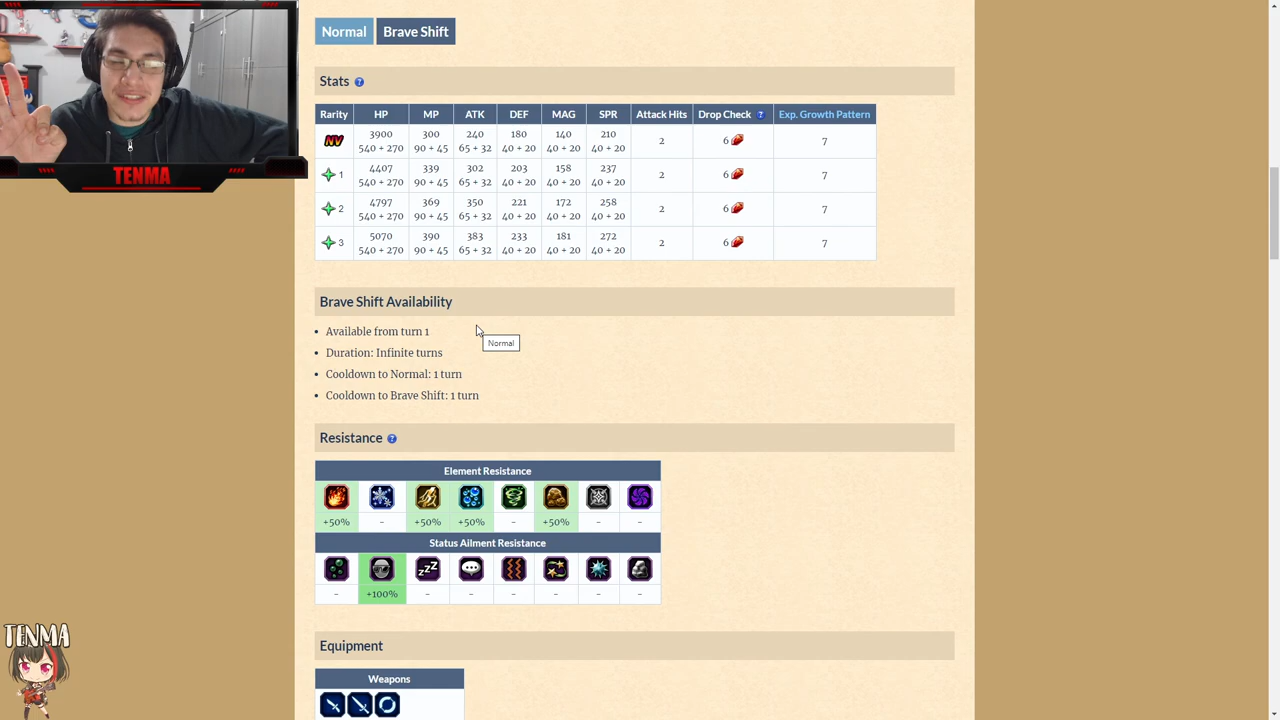 Normal Brave Shift
Stats ?
Rarity HP MP ATK DEF MAG SPR Attack Hits Drop Check ? Exp. Growth Pattern
NV 3900 300 240 180 140 210 2 6 7
540 + 270 90 + 45 65 + 32 40 + 20 40 + 20 40 + 20
1 4407 339 302 203 158 237 2 6 7
540 + 270 90 + 45 65 + 32 40 + 20 40 + 20 40 + 20
2 4797 369 350 221 172 258 2 6 7
540 + 270 90 + 45 65 + 32 40 + 20 40 + 20 40 + 20
3 5070 390 383 233 181 272 2 6 7
540 + 270 90 + 45 65 + 32 40 + 20 40 + 20 40 + 20
TENMA
Brave Shift Availability
• Available from turn 1
Normal
• Duration: Infinite turns
• Cooldown to Normal: 1 turn
• Cooldown to Brave Shift: 1 turn
Resistance ?
Element Resistance
+50% - +50% +50% - +50% - -
Status Ailment Resistance
zZZ
- +100% - - - - - -
TENMA
Equipment
Weapons